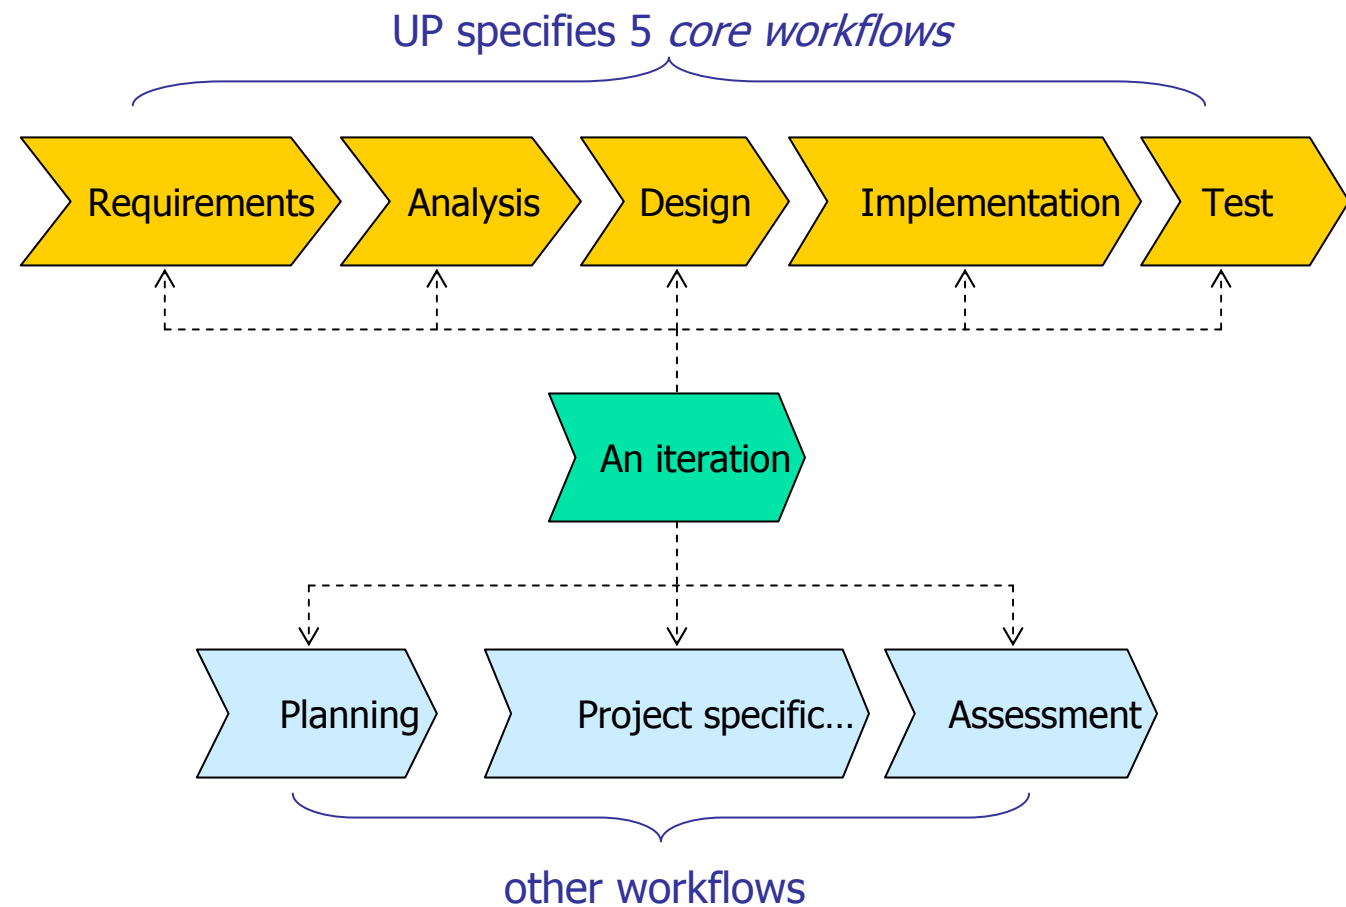 UP specifies 5 core workflows
Requirements
Analysis
Design
Implementation
Test
An iteration
Planning
Project specific…
Assessment
other workflows